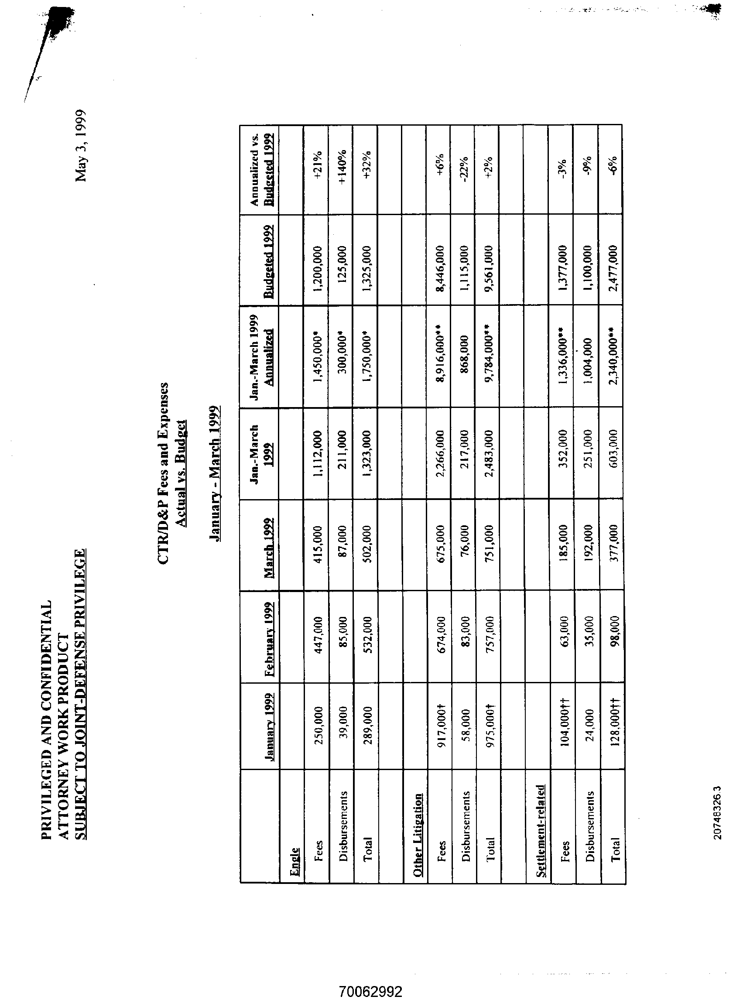 PRIVILEGED AND CONFIDENTIAL
ATTORNEY WORK PRODUCT
SUBJECT TO JOINT-DEFENSE PRIVILEGE
May 3, 1999
CTR/D&P Fees and Expenses
Actual vs. Budget
January - March 1999
January 1999 February 1999 March 1999 Jan.-March 1999 Jan.-March 1999 Annualized Budgeted 1999 Annualized vs. Budgeted 1999
Engle
Fees 250,000 447,000 415,000 1,112,000 1,450,000* 1,200,000 +21%
Disbursements 39,000 85,000 87,000 211,000 300,000* 125,000 +140%
Total 289,000 532,000 502,000 1,323,000 1,750,000* 1,325,000 +32%
Other Litigation
Fees 917,000† 674,000 675,000 2,266,000 8,916,000** 8,446,000 +6%
Disbursements 58,000 83,000 76,000 217,000 868,000 1,115,000 -22%
Total 975,000† 757,000 751,000 2,483,000 9,784,000** 9,561,000 +2%
Settlement-related
Fees 104,000†† 63,000 185,000 352,000 1,336,000** 1,377,000 -3%
Disbursements 24,000 35,000 192,000 251,000 1,004,000 1,100,000 -9%
Total 128,000†† 98,000 377,000 603,000 2,340,000** 2,477,000 -6%
20748326.3
70062992